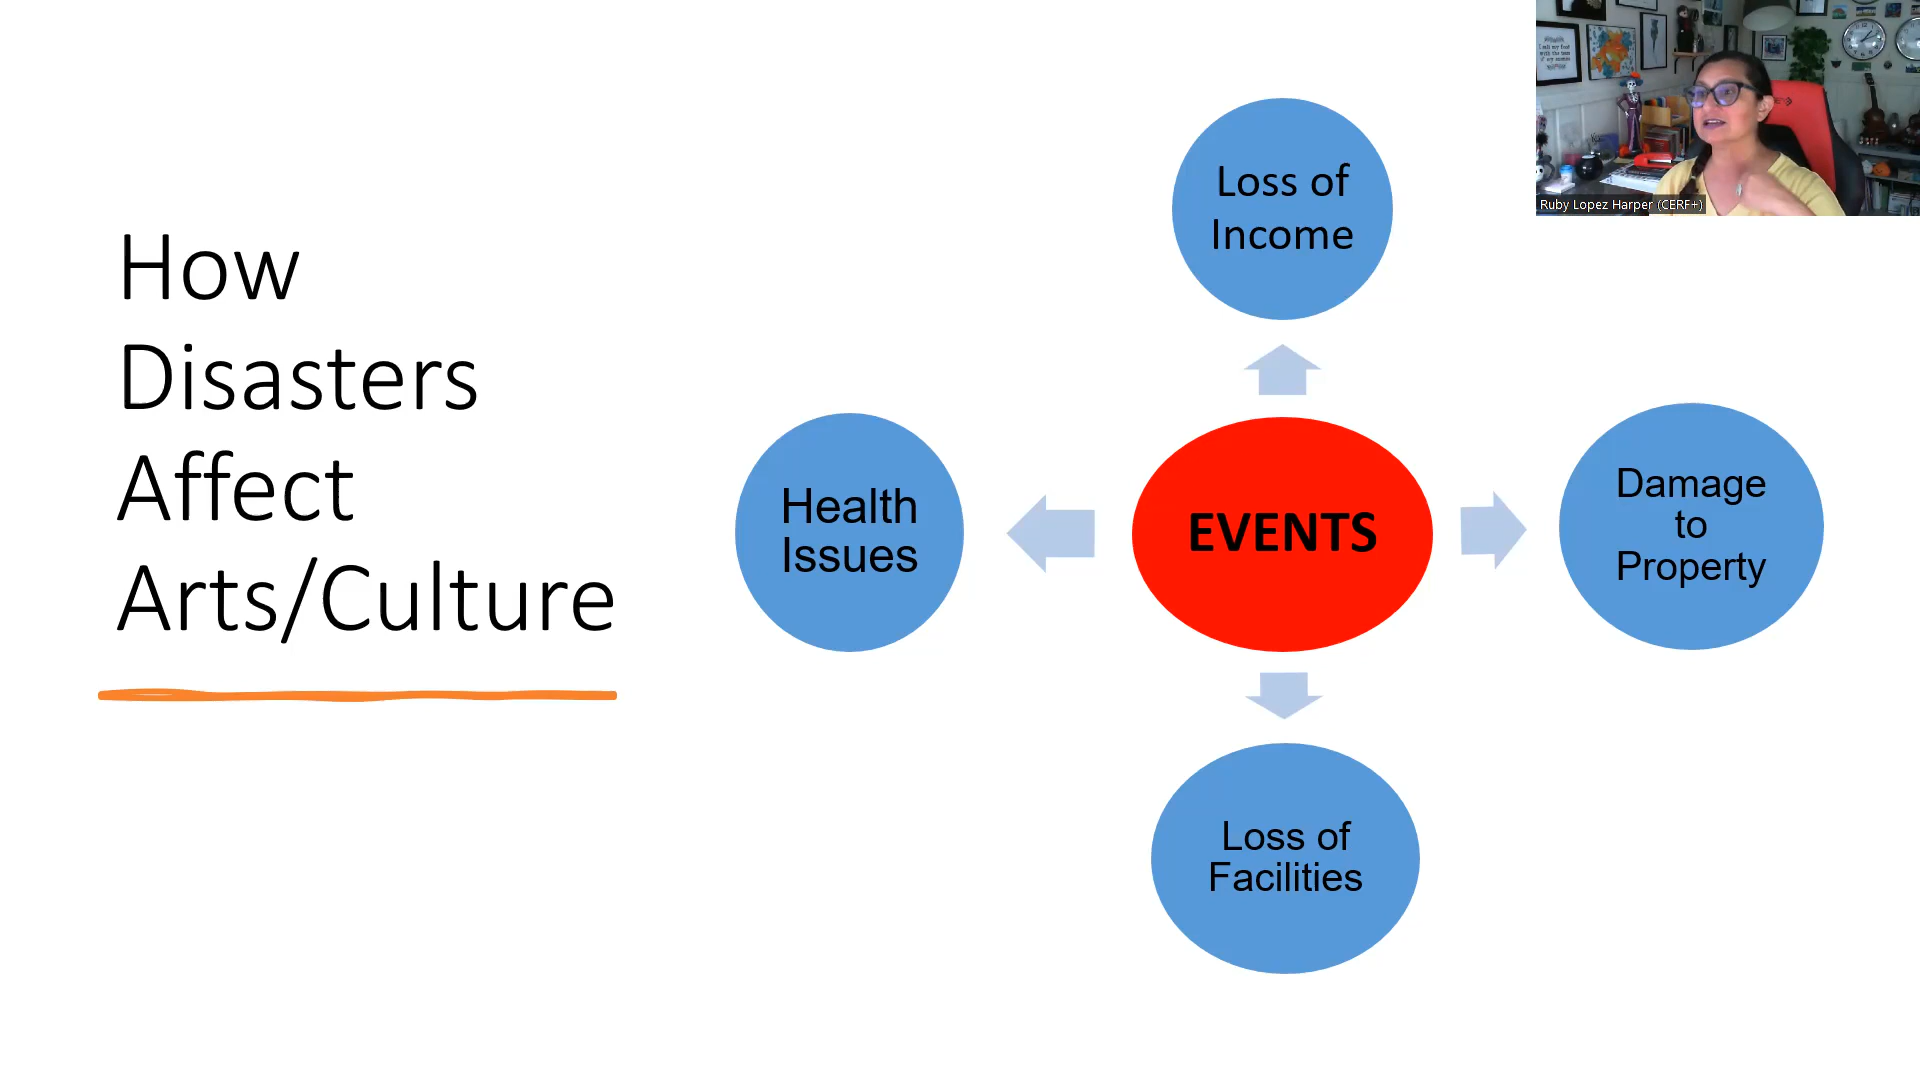 How
Disasters
Affect
Arts/Culture
Loss of
Income
Health
Issues
EVENTS
Damage
to
Property
Loss of
Facilities
Ruby Lopez Harper (CERF+)